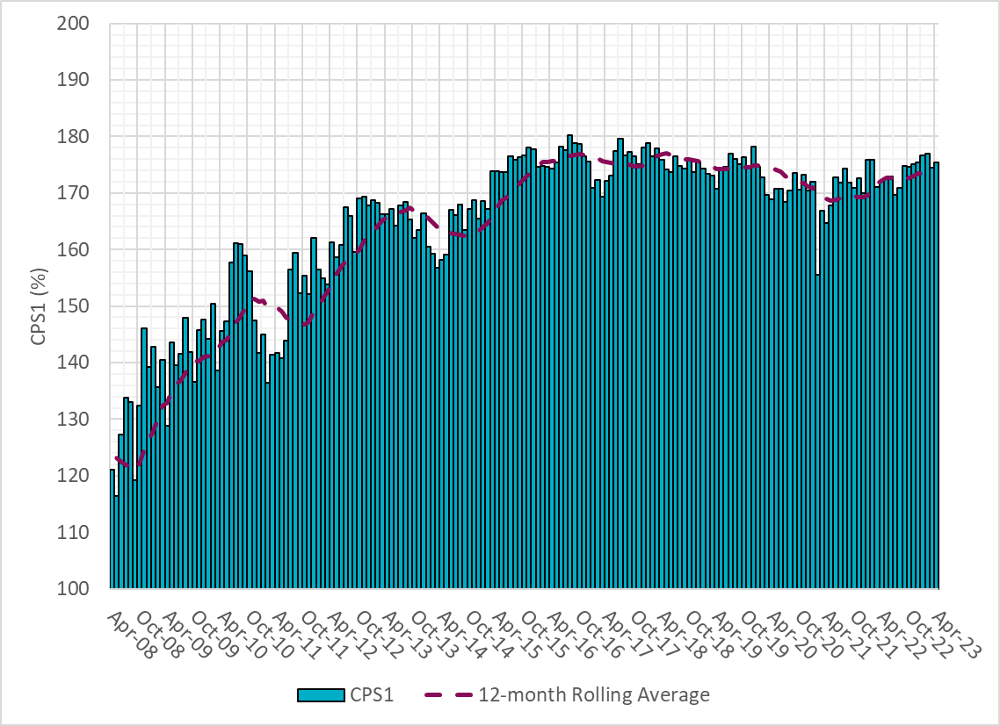 200
190
180
170
160
150
140
130
120
110
100
CPS1 (%)
Apr-08
Oct-08
Apr-09
Oct-09
Apr-10
Oct-10
Apr-11
Oct-11
Apr-12
Oct-12
Apr-13
Oct-13
Apr-14
Oct-14
Apr-15
Oct-15
Apr-16
Oct-16
Apr-17
Oct-17
Apr-18
Oct-18
Apr-19
Oct-19
Apr-20
Oct-20
Apr-21
Oct-21
Apr-22
Oct-22
Apr-23
CPS1
12-month Rolling Average